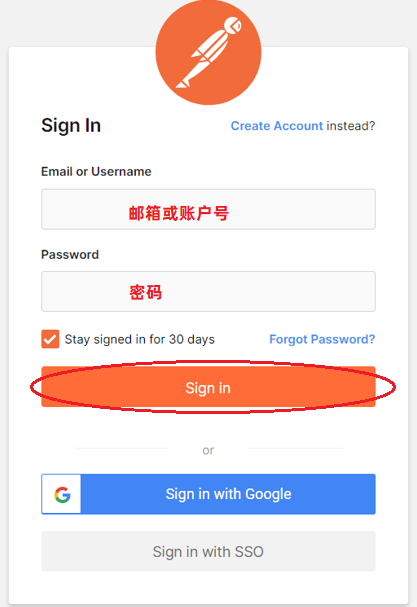 Sign In
Create Account instead?
Email or Username
邮箱或账户号
Password
密码
Stay signed in for 30 days
Forgot Password?
Sign in
or
Sign in with Google
Sign in with SSO